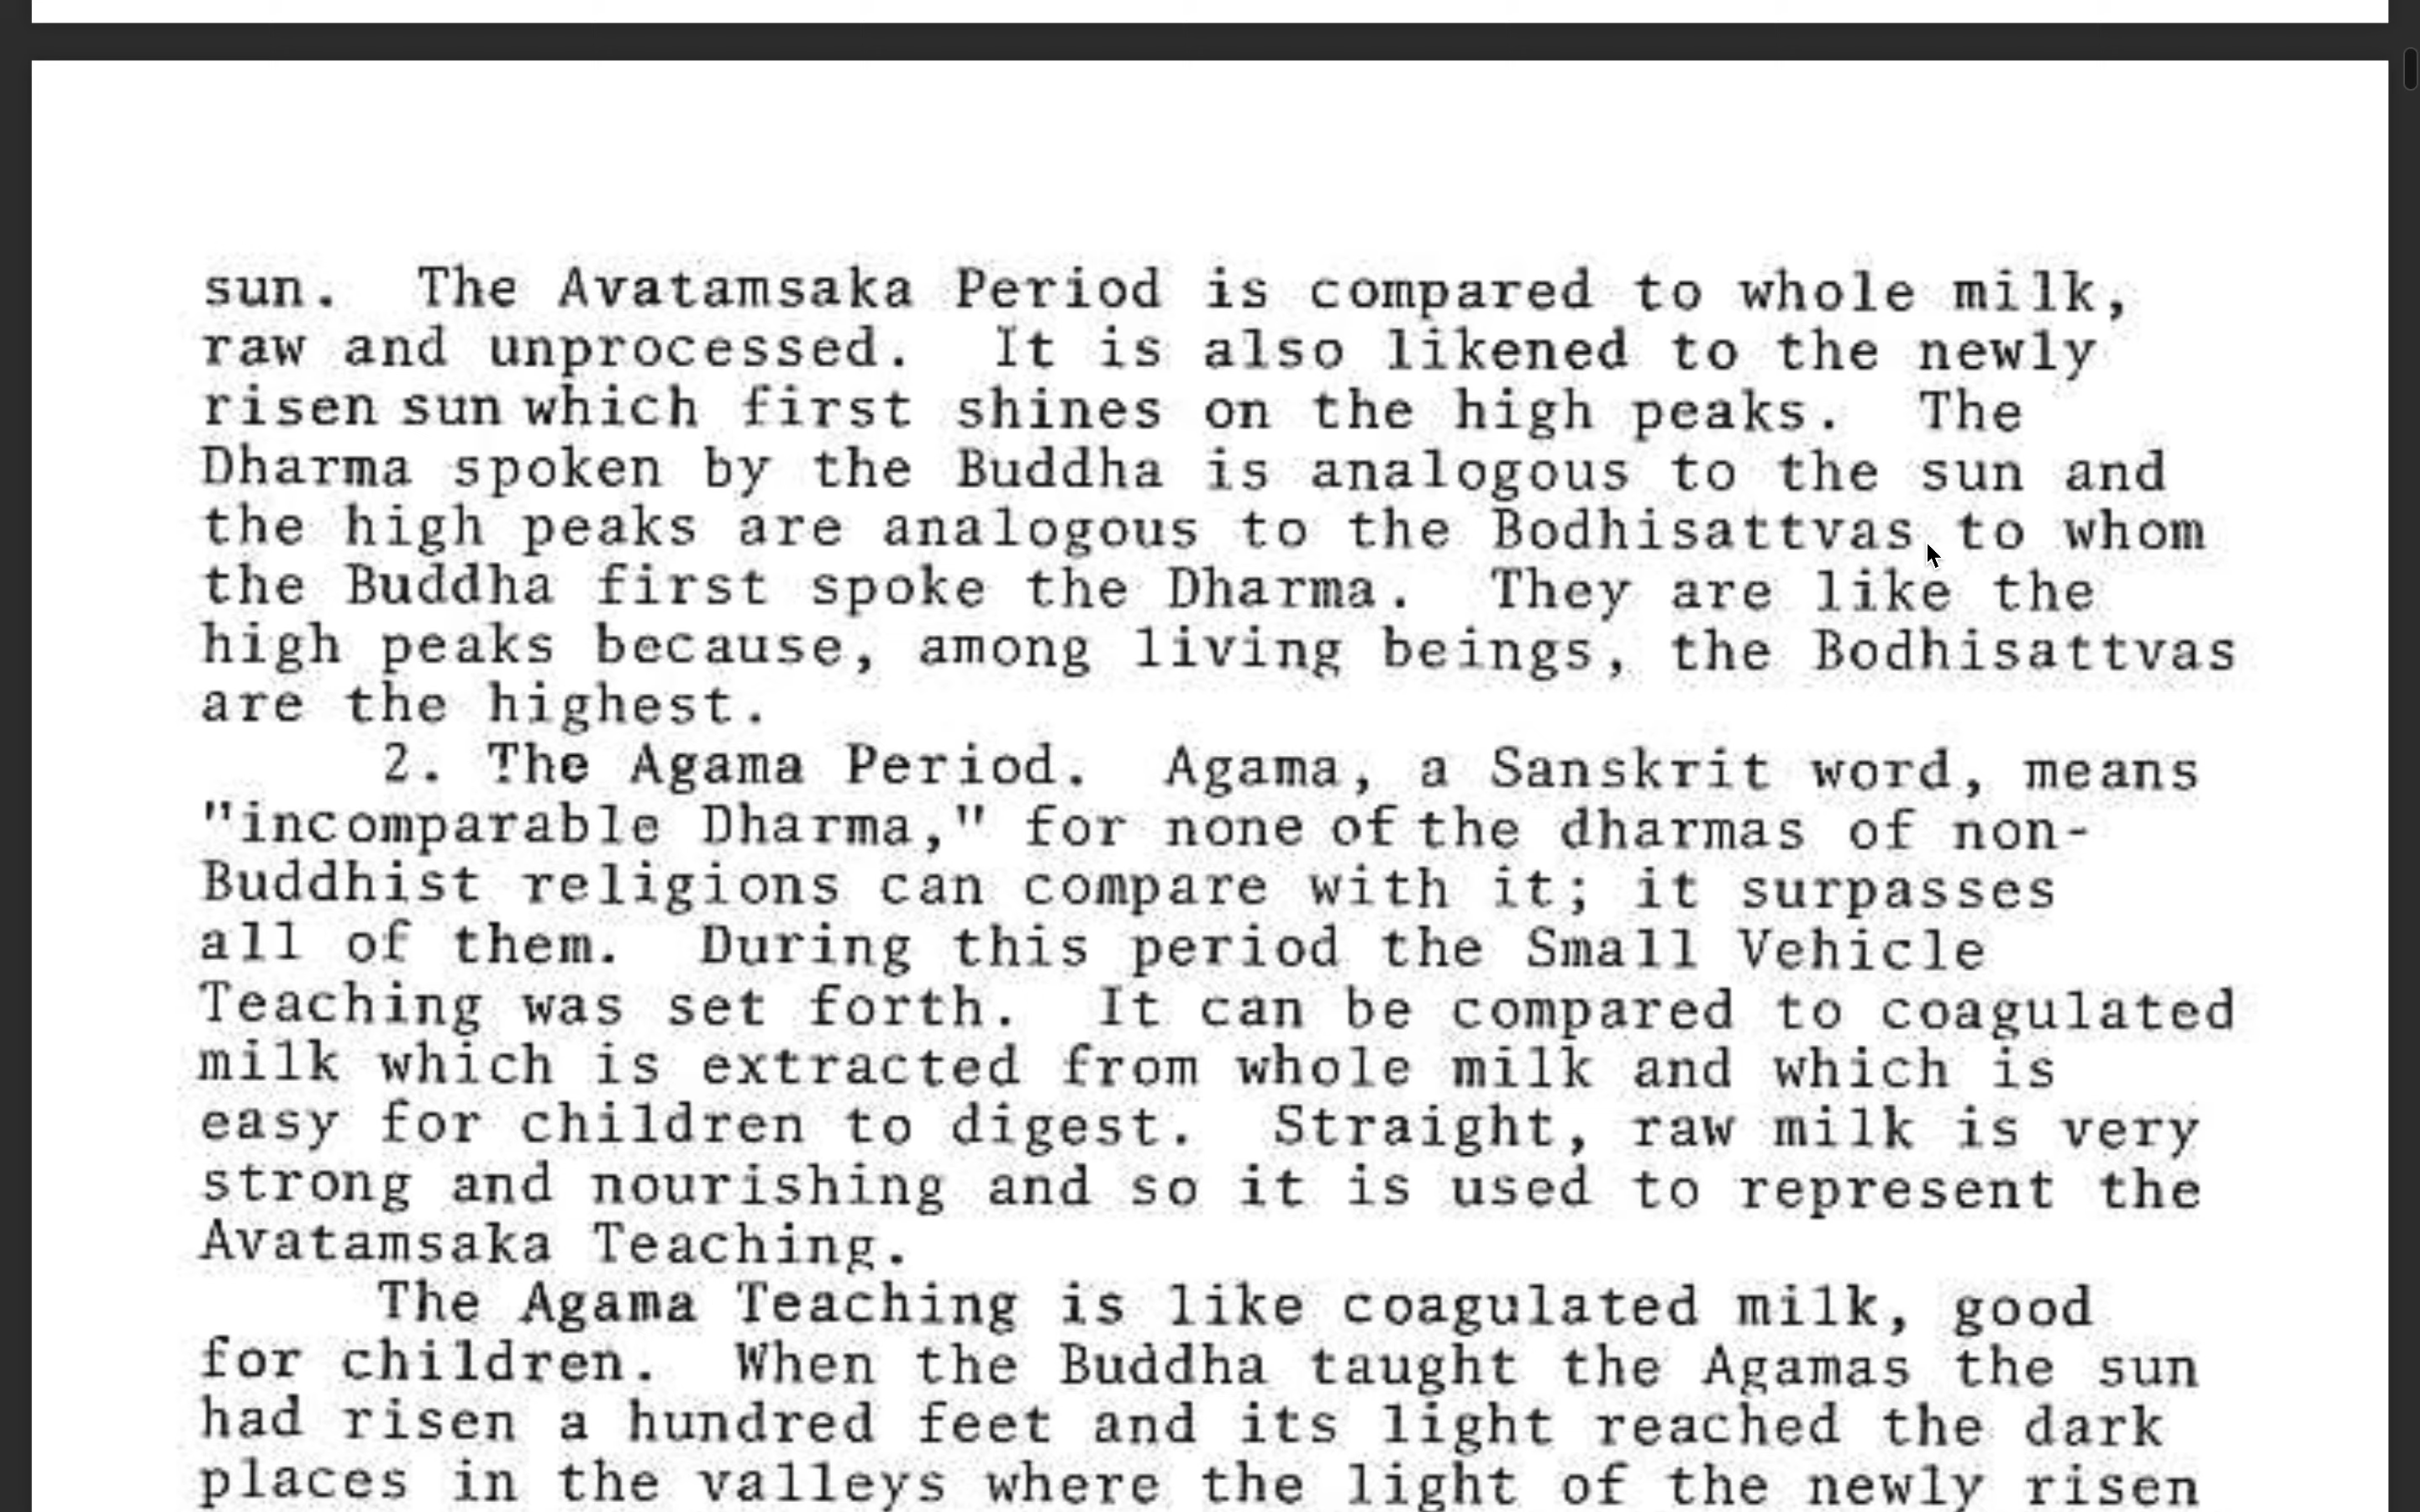 sun.  The Avatamsaka Period is compared to whole milk,
raw and unprocessed.  It is also likened to the newly
risen sun which first shines on the high peaks.  The
Dharma spoken by the Buddha is analogous to the sun and
the high peaks are analogous to the Bodhisattvas to whom
the Buddha first spoke the Dharma.  They are like the
high peaks because, among living beings, the Bodhisattvas
are the highest.
2. The Agama Period.  Agama, a Sanskrit word, means
"incomparable Dharma," for none of the dharmas of non-
Buddhist religions can compare with it; it surpasses
all of them.  During this period the Small Vehicle
Teaching was set forth.  It can be compared to coagulated
milk which is extracted from whole milk and which is
easy for children to digest.  Straight, raw milk is very
strong and nourishing and so it is used to represent the
Avatamsaka Teaching.
The Agama Teaching is like coagulated milk, good
for children.  When the Buddha taught the Agamas the sun
had risen a hundred feet and its light reached the dark
places in the valleys where the light of the newly risen